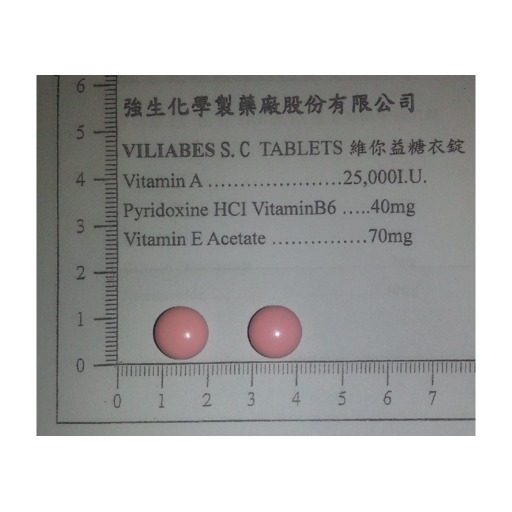 強生化學製藥廠股份有限公司
VILIABES S. C TABLETS 維你益糖衣錠
Vitamin A .....................25,000I.U.
Pyridoxine HCl VitaminB6 .....40mg
Vitamin E Acetate ...............70mg
6
5
4
3
2
1
0
0 1 2 3 4 5 6 7